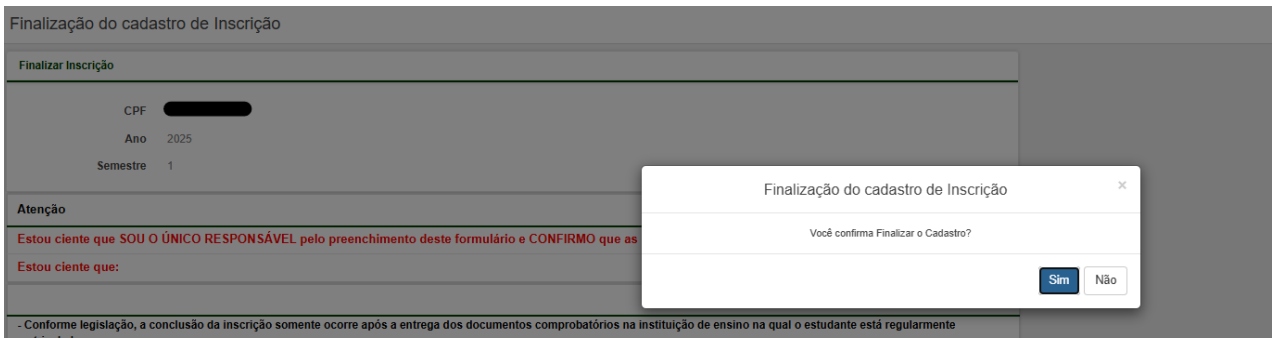 Finalização do cadastro de Inscrição
Finalizar Inscrição
CPF
Ano 2025
Semestre 1
Atenção
Estou ciente que SOU O ÚNICO RESPONSÁVEL pelo preenchimento deste formulário e CONFIRMO que as
Estou ciente que:
- Conforme legislação, a conclusão da inscrição somente ocorre após a entrega dos documentos comprobatórios na instituição de ensino na qual o estudante está regularmente
Finalização do cadastro de Inscrição ×
Você confirma Finalizar o Cadastro?
Sim Não